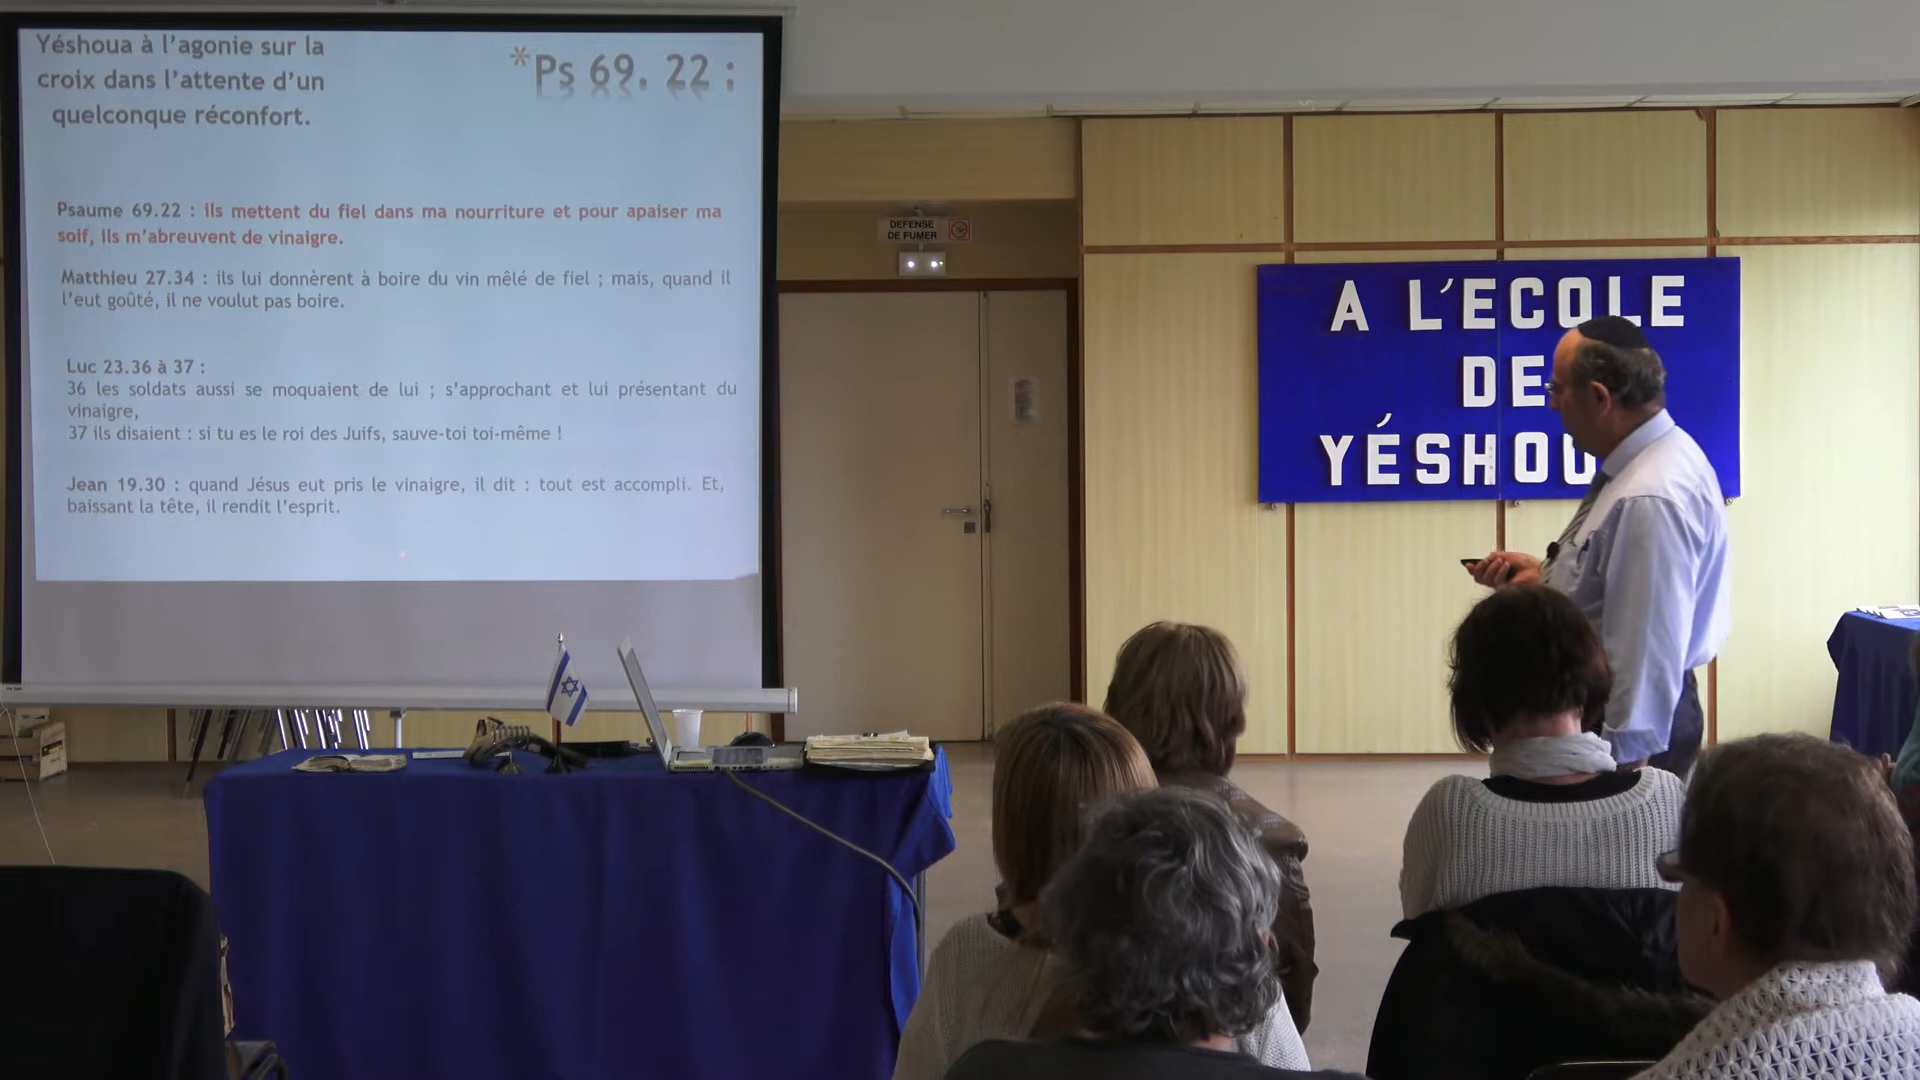 Yéshoua à l'agonie sur la
croix dans l'attente d'un
quelconque réconfort.
*Ps 69. 22 :
Psaume 69.22 : ils mettent du fiel dans ma nourriture et pour apaiser ma
soif, ils m'abreuvent de vinaigre.
Matthieu 27.34 : ils lui donnèrent à boire du vin mêlé de fiel ; mais, quand il
l'eut goûté, il ne voulut pas boire.
Luc 23.36 à 37 :
36 les soldats aussi se moquaient de lui ; s'approchant et lui présentant du
vinaigre,
37 ils disaient : si tu es le roi des Juifs, sauve-toi toi-même !
Jean 19.30 : quand Jésus eut pris le vinaigre, il dit : tout est accompli. Et,
baissant la tête, il rendit l'esprit.
DEFENSE
DE FUMER
A L'ECOLE
DE
YÉSHOU